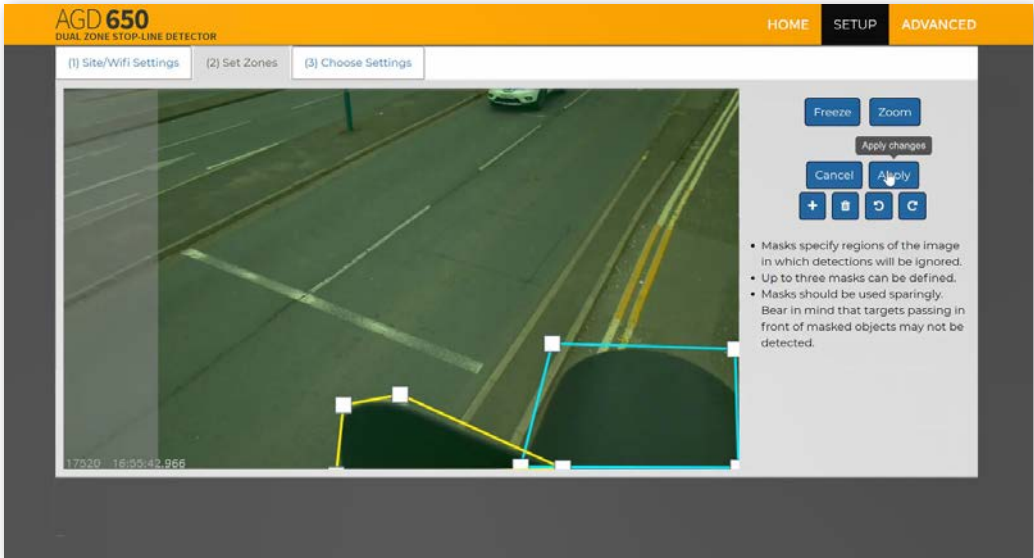 AGD 650
DUAL ZONE STOP-LINE DETECTOR
HOME SETUP ADVANCED
(1) Site/Wifi Settings (2) Set Zones (3) Choose Settings
Freeze Zoom
Apply changes
Cancel Apply
• Masks specify regions of the image
in which detections will be ignored.
• Up to three masks can be defined.
• Masks should be used sparingly.
Bear in mind that targets passing in
front of masked objects may not be
detected.
17520 16:55:42.966